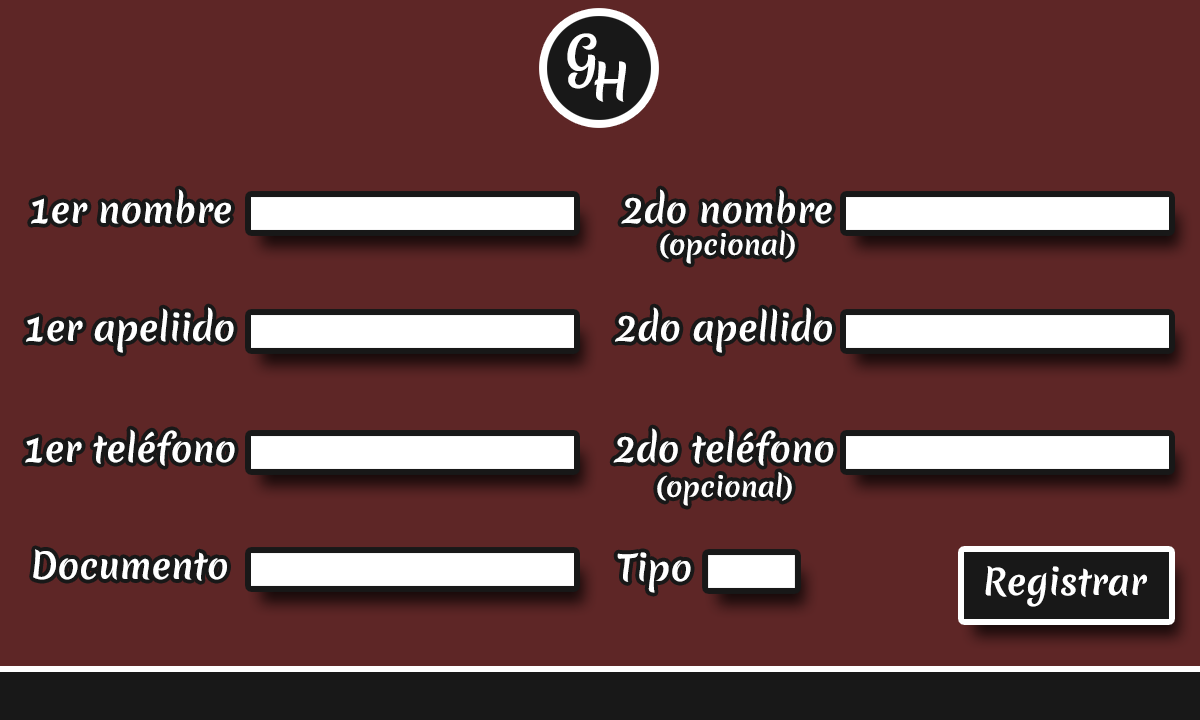 GH
1er nombre
2do nombre
(opcional)
1er apeliido
2do apellido
1er teléfono
2do teléfono
(opcional)
Documento
Tipo
Registrar